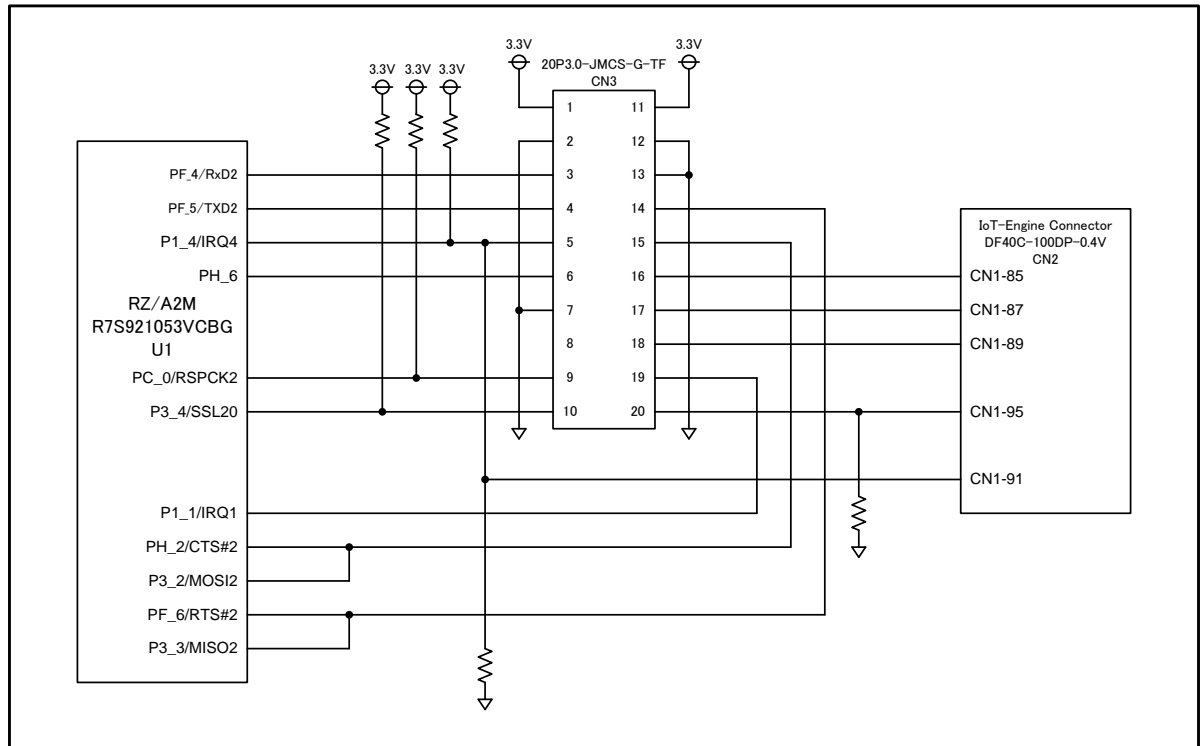 3.3V
3.3V
3.3V 3.3V 3.3V
20P3.0-JMCS-G-TF
CN3
1 11
2 12
3 13
4 14
5 15
6 16
7 17
8 18
9 19
10 20
PF_4/RxD2
PF_5/TXD2
P1_4/IRQ4
PH_6
RZ/A2M
R7S921053VCBG
U1
PC_0/RSPCK2
P3_4/SSL20
P1_1/IRQ1
PH_2/CTS#2
P3_2/MOSI2
PF_6/RTS#2
P3_3/MISO2
IoT-Engine Connector
DF40C-100DP-0.4V
CN2
CN1-85
CN1-87
CN1-89
CN1-95
CN1-91